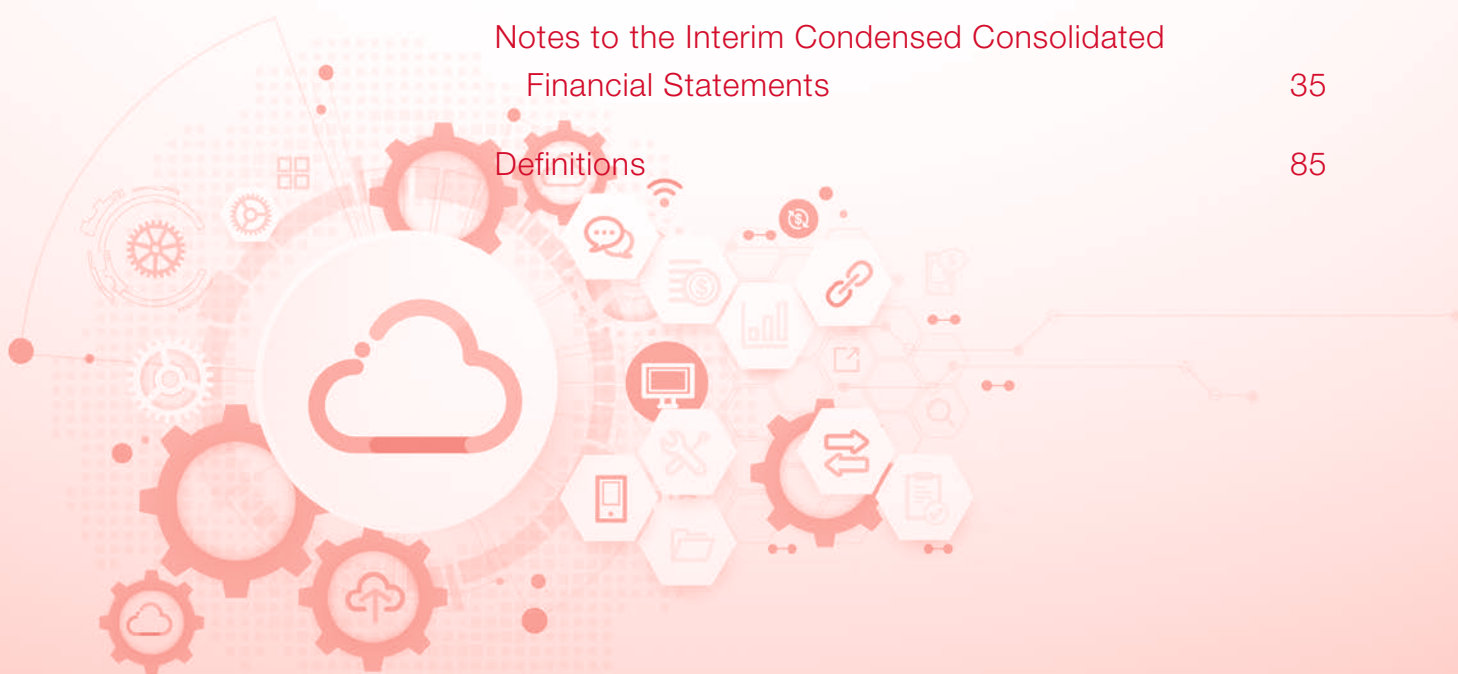 Notes to the Interim Condensed Consolidated
Financial Statements 35
Definitions 85